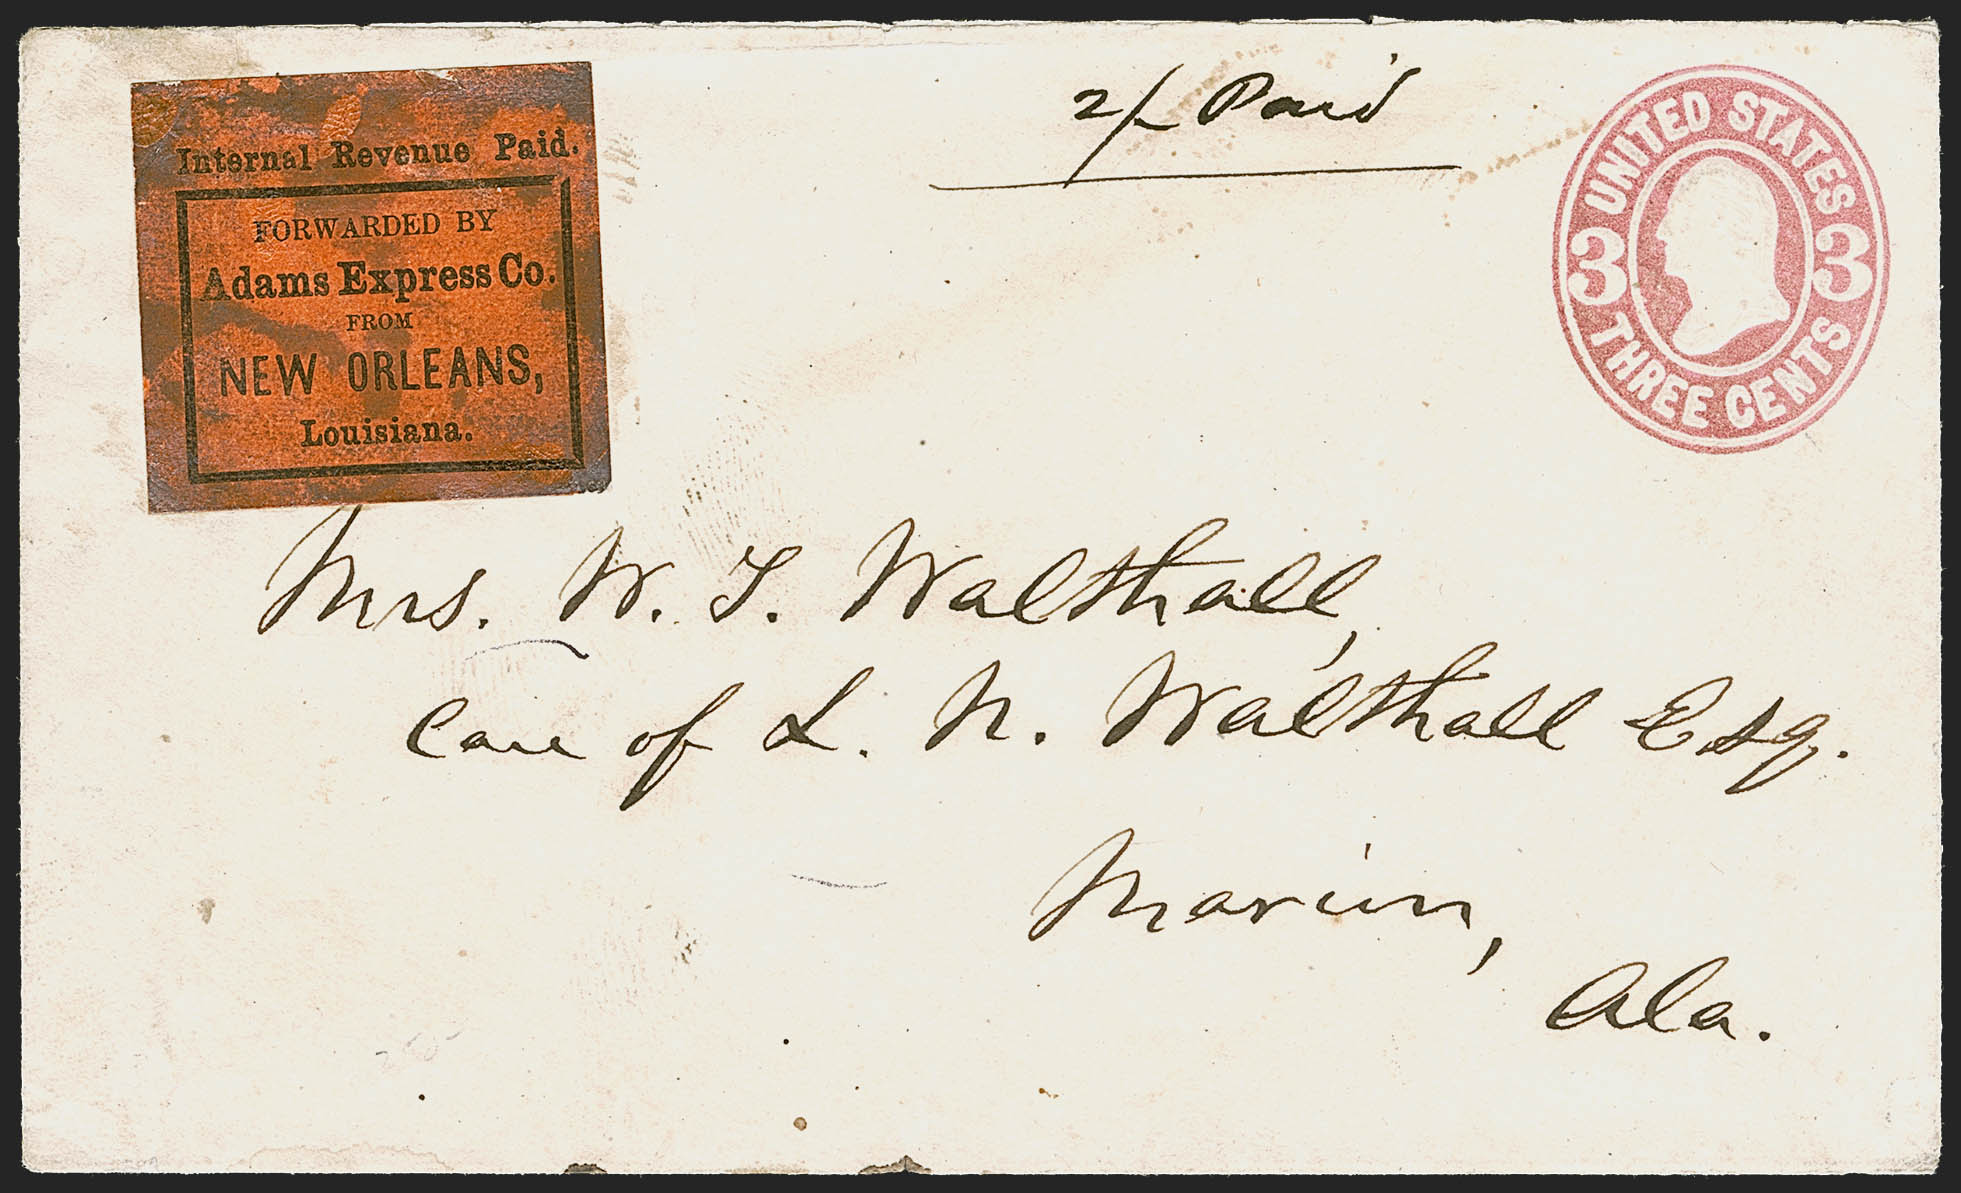 2/- Paid
Internal Revenue Paid.
FORWARDED BY
Adams Express Co.
FROM
NEW ORLEANS,
Louisiana.
UNITED STATES
3 3
THREE CENTS
Mrs. W. T. Walthall,
Care of L. N. Walthall Esq.
Marion,
Ala.